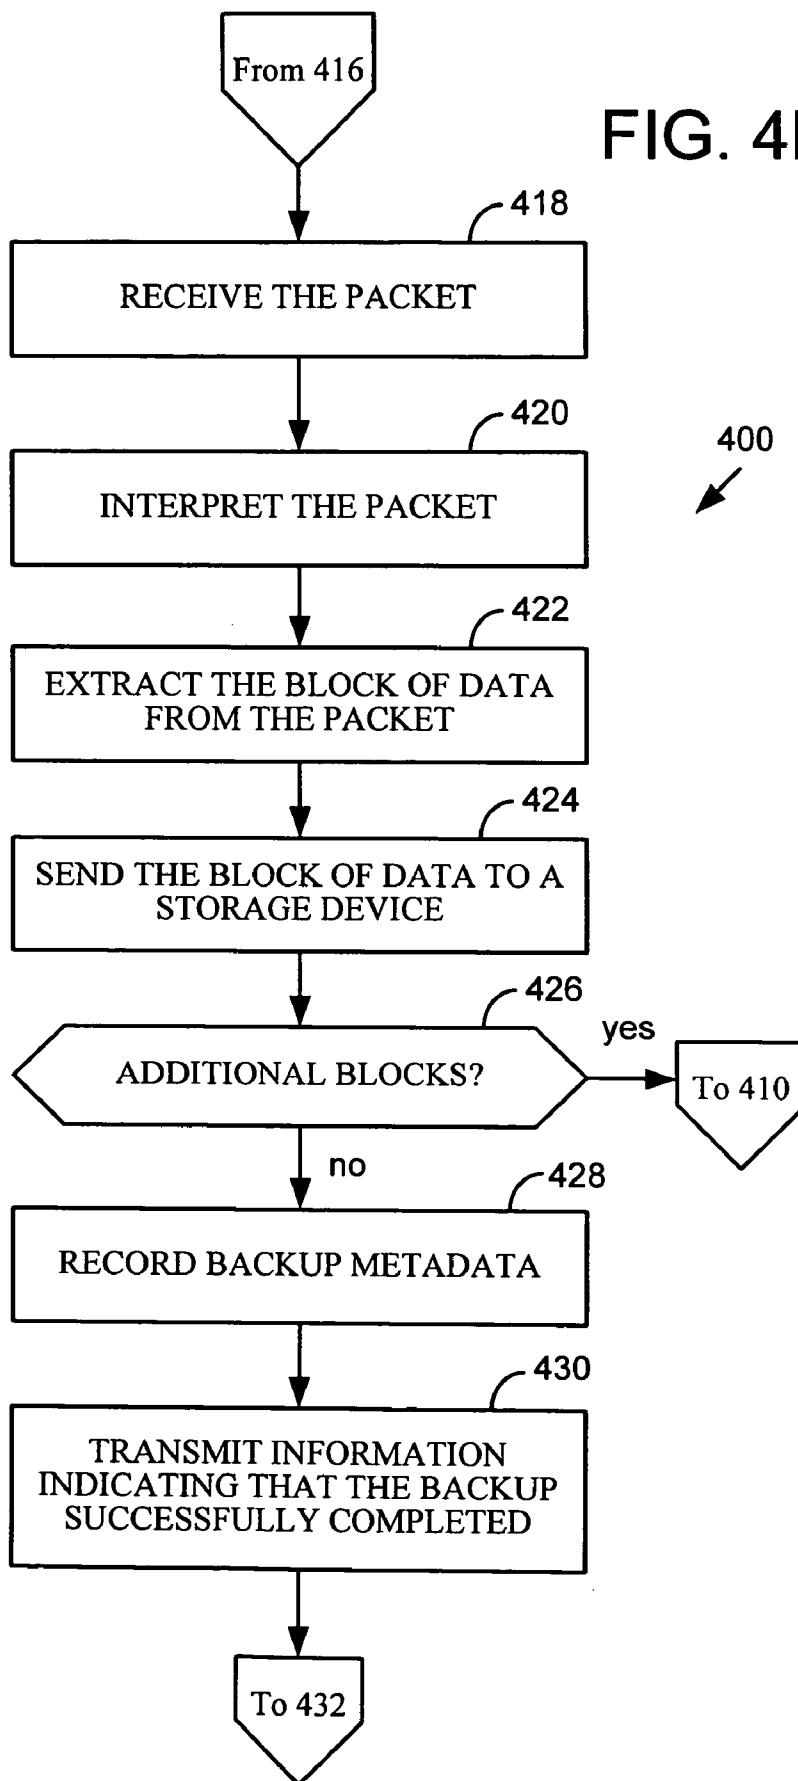 From 416
FIG. 4
418
RECEIVE THE PACKET
420
400
INTERPRET THE PACKET
422
EXTRACT THE BLOCK OF DATA
FROM THE PACKET
424
SEND THE BLOCK OF DATA TO A
STORAGE DEVICE
426
yes
ADDITIONAL BLOCKS?
To 410
no
428
RECORD BACKUP METADATA
430
TRANSMIT INFORMATION
INDICATING THAT THE BACKUP
SUCCESSFULLY COMPLETED
To 432